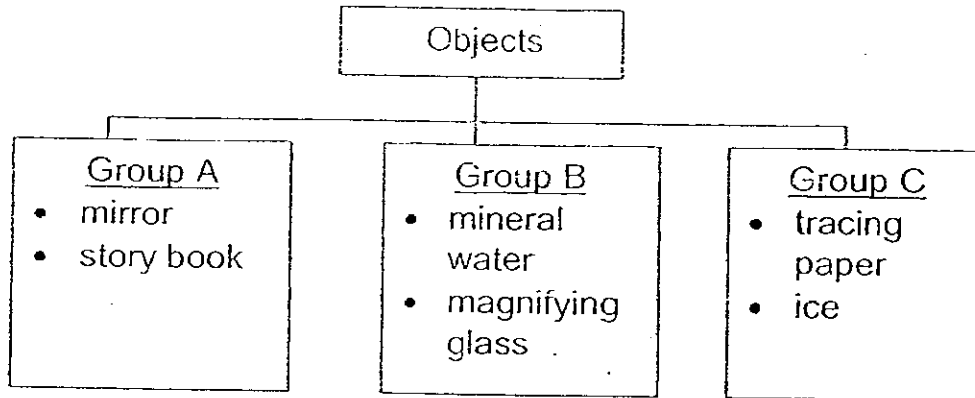 Objects
Group A
• mirror
• story book
Group B
• mineral
water
• magnifying
glass
Group C
• tracing
paper
• ice